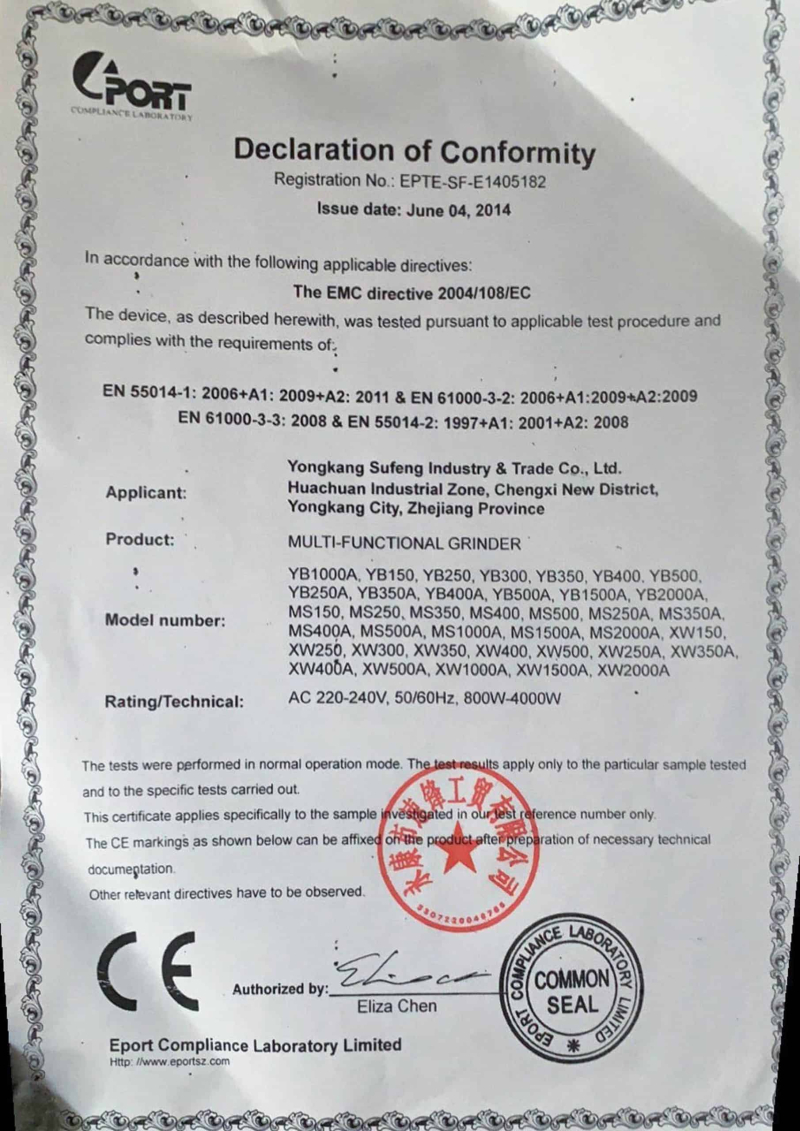 EPORT
COMPLIANCE LABORATORY
Declaration of Conformity
Registration No.: EPTE-SF-E1405182
Issue date: June 04, 2014
In accordance with the following applicable directives:
The EMC directive 2004/108/EC
The device, as described herewith, was tested pursuant to applicable test procedure and
complies with the requirements of:
EN 55014-1: 2006+A1: 2009+A2: 2011 & EN 61000-3-2: 2006+A1:2009+A2:2009
EN 61000-3-3: 2008 & EN 55014-2: 1997+A1: 2001+A2: 2008
Applicant:
Yongkang Sufeng Industry & Trade Co., Ltd.
Huachuan Industrial Zone, Chengxi New District,
Yongkang City, Zhejiang Province
Product:
MULTI-FUNCTIONAL GRINDER
Model number:
YB1000A, YB150, YB250, YB300, YB350, YB400, YB500,
YB250A, YB350A, YB400A, YB500A, YB1500A, YB2000A,
MS150, MS250, MS350, MS400, MS500, MS250A, MS350A,
MS400A, MS500A, MS1000A, MS1500A, MS2000A, XW150,
XW250, XW300, XW350, XW400, XW500, XW250A, XW350A,
XW400A, XW500A, XW1000A, XW1500A, XW2000A
Rating/Technical:
AC 220-240V, 50/60Hz, 800W-4000W
The tests were performed in normal operation mode. The test results apply only to the particular sample tested
and to the specific tests carried out.
This certificate applies specifically to the sample investigated in our test reference number only.
The CE markings as shown below can be affixed on the product after preparation of necessary technical
documentation.
Other relevant directives have to be observed.
永康市 锋工贸有限公司
CE
Authorized by:
Eliza Chen
EPORT COMPLIANCE LABORATORY LIMITED
COMMON
SEAL
Eport Compliance Laboratory Limited
Http: //www.eportsz.com